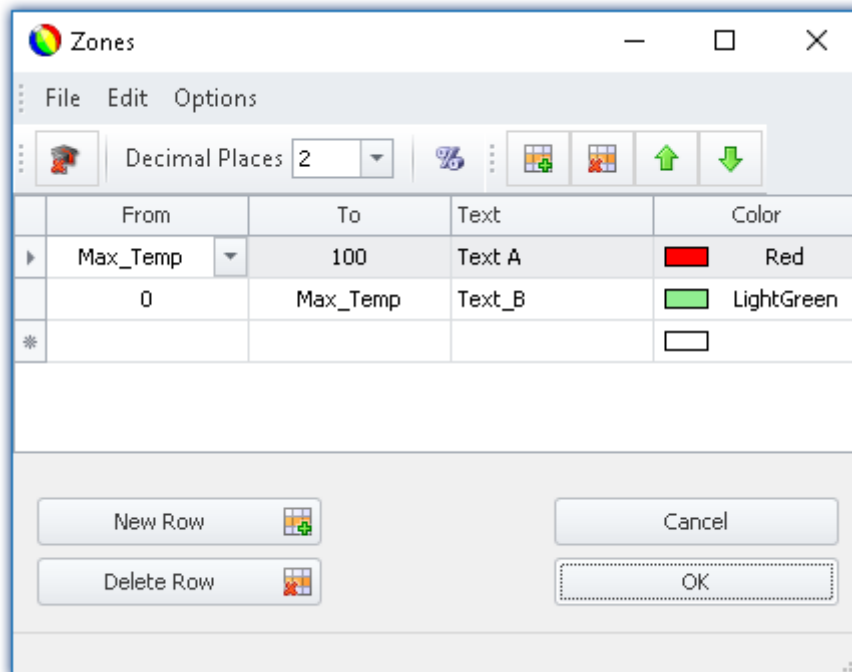 Zones
File Edit Options
Decimal Places 2 %
From To Text Color
Max_Temp 100 Text A Red
0 Max_Temp Text_B LightGreen
New Row Cancel
Delete Row OK